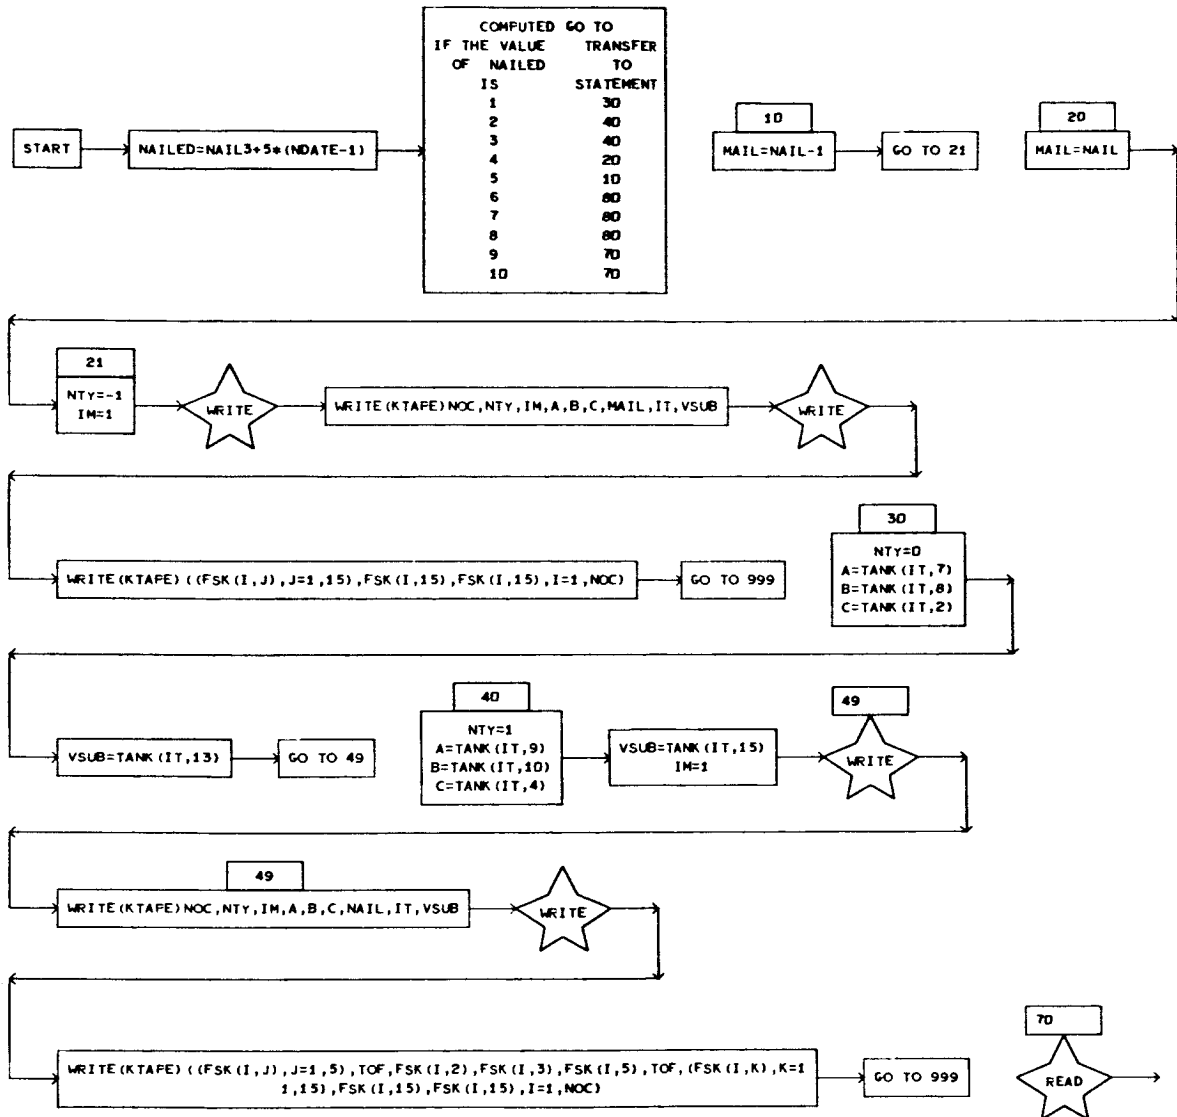 START
NAILED=NAIL3+5*(NDATE-1)
COMPUTED GO TO
IF THE VALUE TRANSFER
OF NAILED TO
IS STATEMENT
1 30
2 40
3 40
4 20
5 10
6 80
7 80
8 80
9 70
10 70
10
MAIL=NAIL-1
GO TO 21
20
MAIL=NAIL
21
NTY=-1
IM=1
WRITE
WRITE(KTAPE)NOC,NTY,IM,A,B,C,MAIL,IT,VSUB
WRITE
WRITE(KTAPE)((FSK(I,J),J=1,15),FSK(I,15),FSK(I,15),I=1,NOC)
GO TO 999
30
NTY=0
A=TANK(IT,7)
B=TANK(IT,8)
C=TANK(IT,2)
VSUB=TANK(IT,13)
GO TO 49
40
NTY=1
A=TANK(IT,9)
B=TANK(IT,10)
C=TANK(IT,4)
VSUB=TANK(IT,15)
IM=1
49
WRITE
49
WRITE(KTAPE)NOC,NTY,IM,A,B,C,NAIL,IT,VSUB
WRITE
WRITE(KTAPE)((FSK(I,J),J=1,5),TOF,FSK(I,2),FSK(I,3),FSK(I,5),TOF,(FSK(I,K),K=1
1,15),FSK(I,15),FSK(I,15),I=1,NOC)
GO TO 999
70
READ